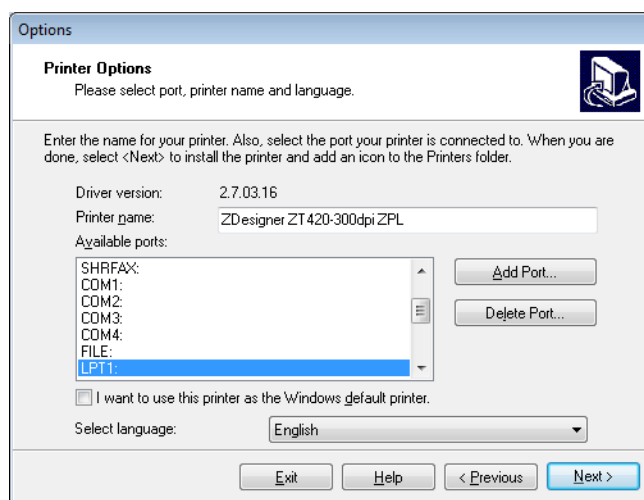 Options
Printer Options
Please select port, printer name and language.
Enter the name for your printer. Also, select the port your printer is connected to. When you are
done, select <Next> to install the printer and add an icon to the Printers folder.
Driver version: 2.7.03.16
Printer name: ZDesigner ZT420-300dpi ZPL
Available ports:
SHRFAX:
COM1:
COM2:
COM3:
COM4:
FILE:
LPT1:
Add Port...
Delete Port...
I want to use this printer as the Windows default printer.
Select language: English
Exit Help < Previous Next >